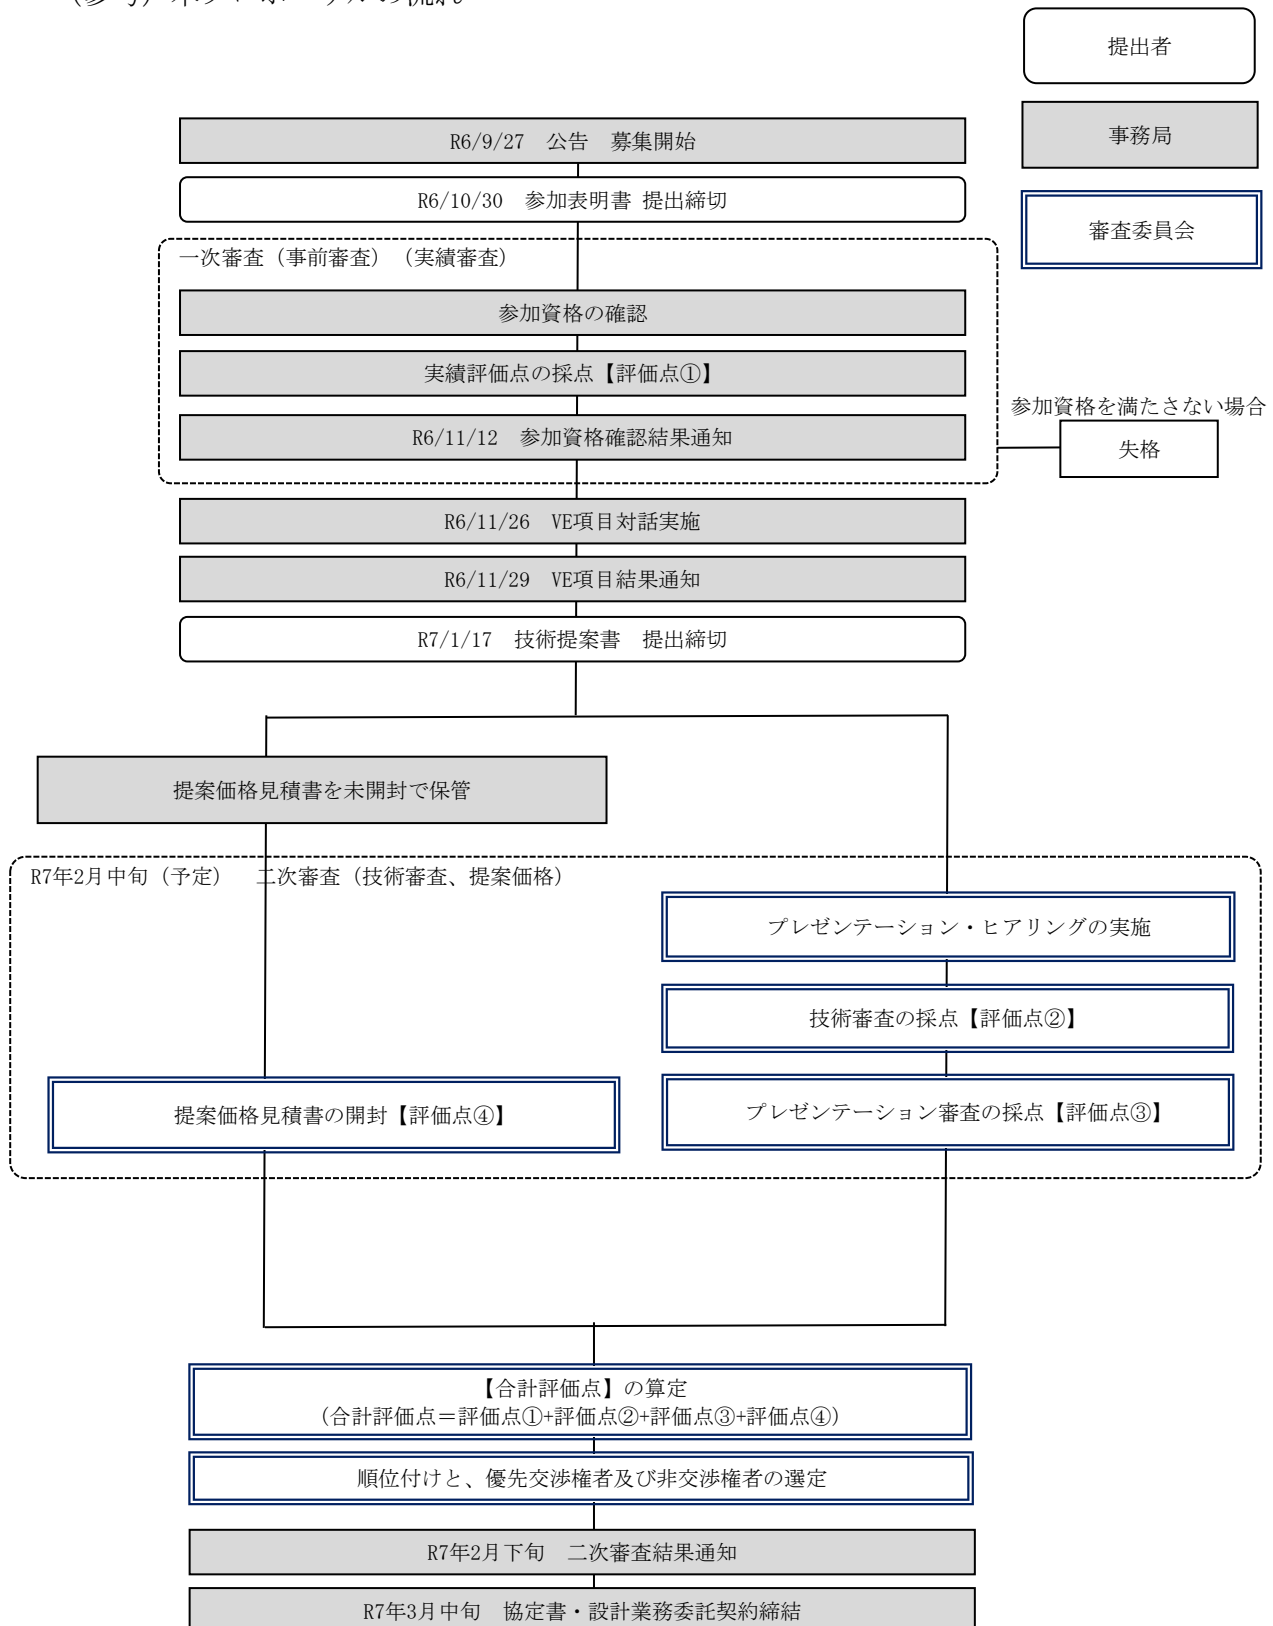 (参考) 本プロポーザルの流れ
提出者
事務局
審査委員会
R6/9/27　公告　募集開始
R6/10/30　参加表明書 提出締切
一次審査（事前審査）（実績審査）
参加資格の確認
実績評価点の採点【評価点①】
R6/11/12　参加資格確認結果通知
参加資格を満たさない場合
失格
R6/11/26　VE項目対話実施
R6/11/29　VE項目結果通知
R7/1/17　技術提案書　提出締切
提案価格見積書を未開封で保管
R7年2月中旬（予定）　二次審査（技術審査、提案価格）
プレゼンテーション・ヒアリングの実施
技術審査の採点【評価点②】
プレゼンテーション審査の採点【評価点③】
提案価格見積書の開封【評価点④】
【合計評価点】の算定
（合計評価点＝評価点①+評価点②+評価点③+評価点④）
順位付けと、優先交渉権者及び非交渉権者の選定
R7年2月下旬　二次審査結果通知
R7年3月中旬　協定書・設計業務委託契約締結